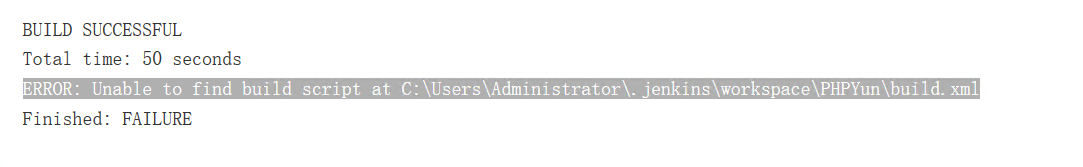 BUILD SUCCESSFUL
Total time: 50 seconds
ERROR: Unable to find build script at C:\Users\Administrator\.jenkins\workspace\PHPYun\build.xml
Finished: FAILURE